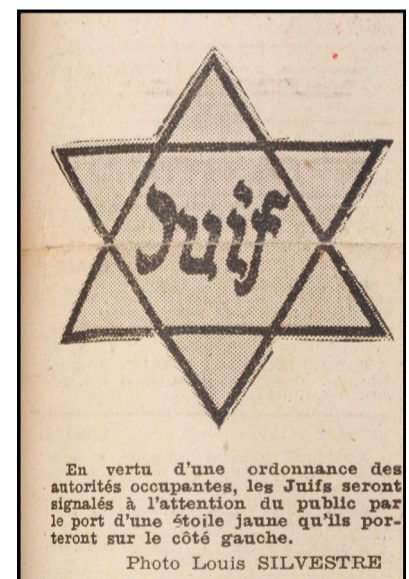 Juif
En vertu d'une ordonnance des
autorités occupantes, les Juifs seront
signalés à l'attention du public par
le port d'une étoile jaune qu'ils por-
teront sur le côté gauche.
Photo Louis SILVESTRE